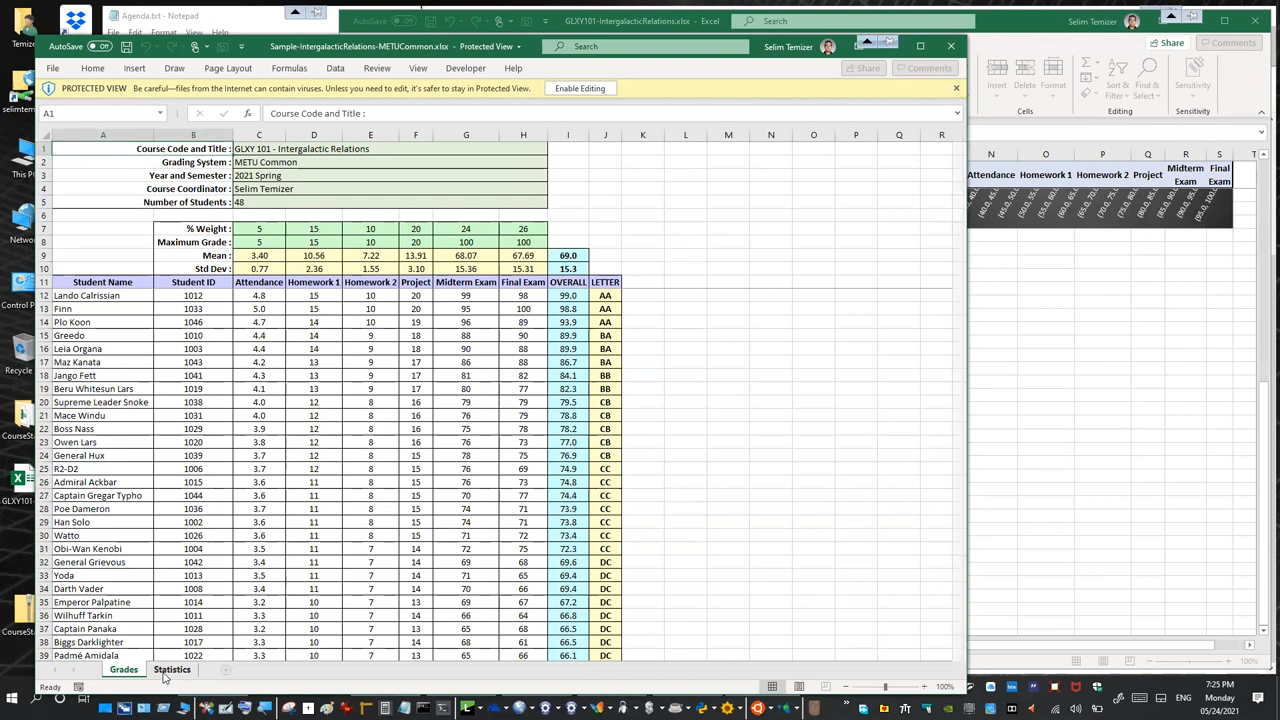 Agenda.txt - Notepad
AutoSave Off GLXY101-IntergalacticRelations.xlsx - Excel Search Selim Temizer
AutoSave Off Sample-IntergalacticRelations-METUCommon.xlsx - Protected View Search Selim Temizer
File Home Insert Draw Page Layout Formulas Data Review View Developer Help Share Comments
Share Comments
Insert Delete Format Sort & Filter Find & Select Sensitivity
Cells Editing Sensitivity
PROTECTED VIEW Be careful—files from the Internet can contain viruses. Unless you need to edit, it's safer to stay in Protected View. Enable Editing
A1 Course Code and Title :
A B C D E F G H I J K L M N O P Q R
N O P Q R S T
Attendance Homework 1 Homework 2 Project Midterm Exam Final Exam
1 Course Code and Title : GLXY 101 - Intergalactic Relations
2 Grading System : METU Common
3 Year and Semester : 2021 Spring
4 Course Coordinator : Selim Temizer
5 Number of Students : 48
6
7 % Weight : 5 15 10 20 24 26
8 Maximum Grade : 5 15 10 20 100 100
9 Mean : 3.40 10.56 7.22 13.91 68.07 67.69 69.0
10 Std Dev : 0.77 2.36 1.55 3.10 15.36 15.31 15.3
11 Student Name Student ID Attendance Homework 1 Homework 2 Project Midterm Exam Final Exam OVERALL LETTER
12 Lando Calrissian 1012 4.8 15 10 20 99 98 99.0 AA
13 Finn 1033 5.0 15 10 20 95 100 98.8 AA
14 Plo Koon 1046 4.7 14 10 19 96 89 93.9 AA
15 Greedo 1010 4.4 14 9 18 88 90 89.9 BA
16 Leia Organa 1003 4.4 14 9 18 91 88 89.9 BA
17 Maz Kanata 1043 4.2 13 9 17 86 88 86.7 BA
18 Jango Fett 1041 4.3 13 9 17 81 82 84.1 BB
19 Beru Whitesun Lars 1019 4.1 13 9 17 80 77 82.3 BB
20 Supreme Leader Snoke 1038 4.0 12 8 16 79 79 79.5 CB
21 Mace Windu 1031 4.0 12 8 16 76 79 78.8 CB
22 Boss Nass 1029 3.9 12 8 16 75 78 78.2 CB
23 Owen Lars 1020 3.8 12 8 16 76 73 77.0 CB
24 General Hux 1039 3.7 12 8 15 78 75 76.9 CB
25 R2-D2 1006 3.7 12 8 15 76 71 74.9 CC
26 Admiral Ackbar 1015 3.6 11 8 15 76 73 74.8 CC
27 Captain Gregar Typho 1044 3.6 11 8 15 70 77 74.4 CC
28 Poe Dameron 1036 3.7 11 8 15 74 71 73.9 CC
29 Han Solo 1002 3.6 11 8 15 74 71 73.8 CC
30 Watto 1026 3.6 11 8 15 71 72 73.4 CC
31 Obi-Wan Kenobi 1004 3.5 11 7 14 72 75 72.3 CC
32 General Grievous 1042 3.4 11 7 14 69 68 69.6 DC
33 Yoda 1013 3.5 11 7 14 71 65 69.4 DC
34 Darth Vader 1008 3.4 11 7 14 70 66 69.4 DC
35 Emperor Palpatine 1014 3.2 10 7 13 69 67 67.2 DC
36 Wilhuff Tarkin 1011 3.3 10 7 14 66 64 66.8 DC
37 Captain Panaka 1028 3.2 10 7 13 65 68 66.5 DC
38 Biggs Darklighter 1017 3.3 10 7 14 68 61 66.5 DC
39 Padmé Amidala 1022 3.3 10 7 14 65 66 66.1 DC
Grades Statistics
Ready 100%
100%
7:25 PM
Monday
05/24/2021
ENG
selimtem
Network
Control P
Recycle
CourseSt
GLXY101-
CourseSt